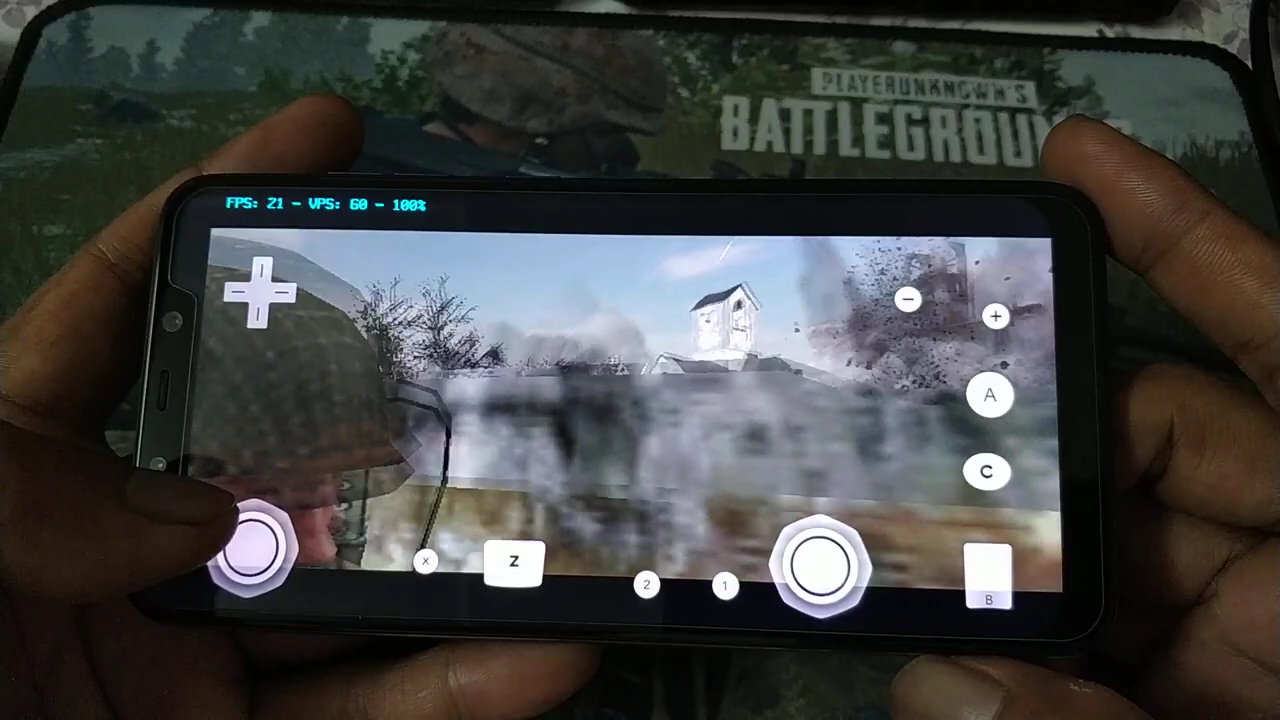 PLAYERUNKNOWN'S
BATTLEGROU
FPS: 21 - VPS: 60 - 100%
A
C
X
Z
2
1
B